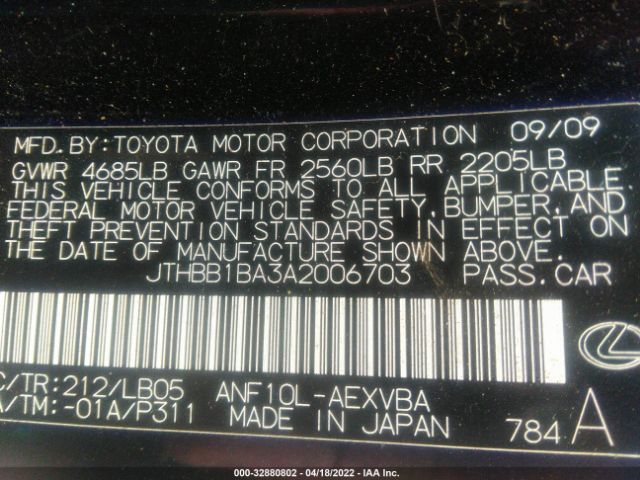 MFD.BY:TOYOTA MOTOR CORPORATION 09/09
GVWR 4685LB GAWR FR 2560LB RR 2205LB
THIS VEHICLE CONFORMS TO ALL APPLICABLE
FEDERAL MOTOR VEHICLE SAFETY,BUMPER,AND
THEFT PREVENTION STANDARDS IN EFFECT ON
THE DATE OF MANUFACTURE SHOWN ABOVE.
JTHBB1BA3A2006703 PASS.CAR
C/TR:212/LB05 ANF10L-AEXVBA
A/TM:-01A/P311 MADE IN JAPAN 784 A
000-32880802 - 04/18/2022 - IAA Inc.